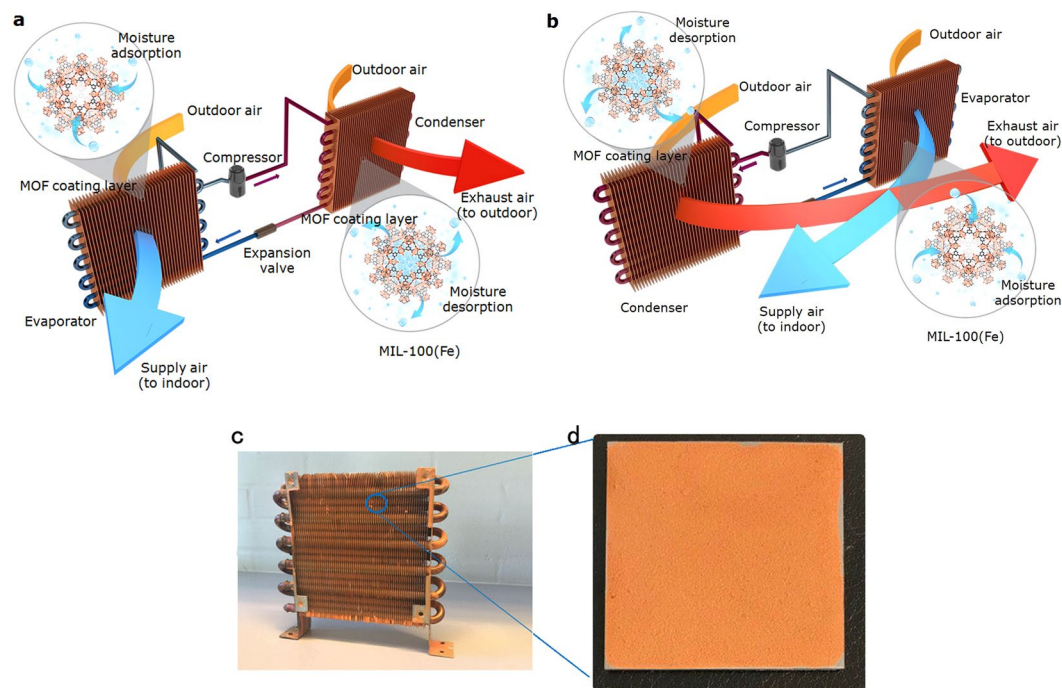 a
Moisture
adsorption
Outdoor air
Outdoor air
Condenser
Compressor
MOF coating layer
Exhaust air
(to outdoor)
MOF coating layer
Expansion
valve
Moisture
desorption
Evaporator
Supply air
(to indoor)
MIL-100(Fe)
b
Moisture
desorption
Outdoor air
Outdoor air
Evaporator
Compressor
Exhaust air
(to outdoor)
MOF coating layer
Condenser
Supply air
(to indoor)
Moisture
adsorption
MIL-100(Fe)
c
d